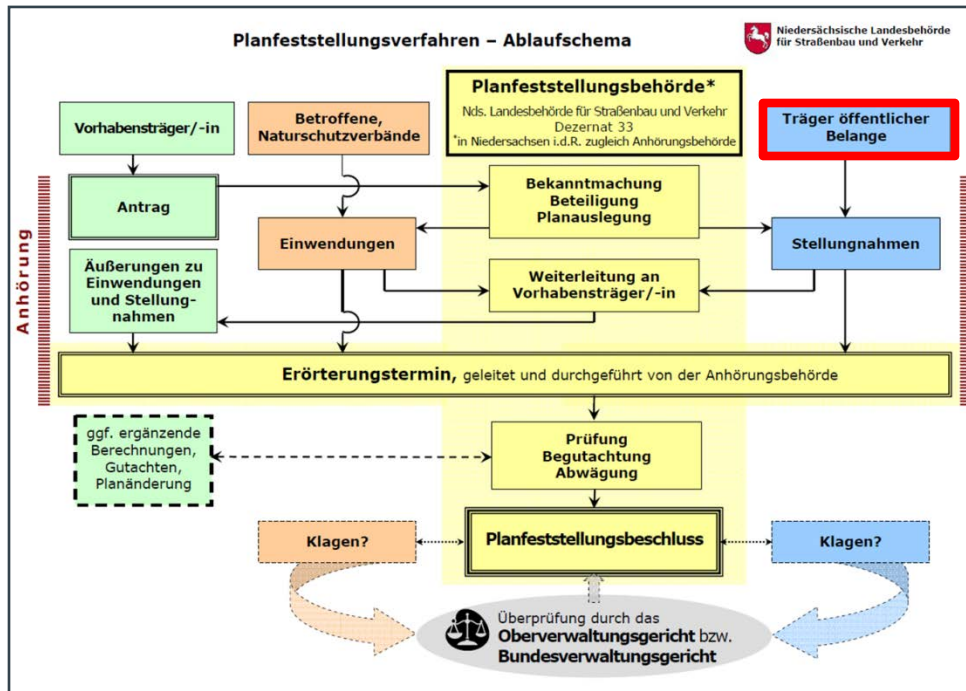 Planfeststellungsverfahren – Ablaufschema
Niedersächsische Landesbehörde
für Straßenbau und Verkehr
Vorhabensträger/-in
Betroffene,
Naturschutzverbände
Planfeststellungsbehörde*
Nds. Landesbehörde für Straßenbau und Verkehr
Dezernat 33
*in Niedersachsen i.d.R. zugleich Anhörungsbehörde
Träger öffentlicher
Belange
Anhörung
Antrag
Bekanntmachung
Beteiligung
Planauslegung
Einwendungen
Stellungnahmen
Äußerungen zu
Einwendungen
und Stellung-
nahmen
Weiterleitung an
Vorhabensträger/-in
Erörterungstermin, geleitet und durchgeführt von der Anhörungsbehörde
ggf. ergänzende
Berechnungen,
Gutachten,
Planänderung
Prüfung
Begutachtung
Abwägung
Klagen?
Planfeststellungsbeschluss
Klagen?
Überprüfung durch das
Oberverwaltungsgericht bzw.
Bundesverwaltungsgericht